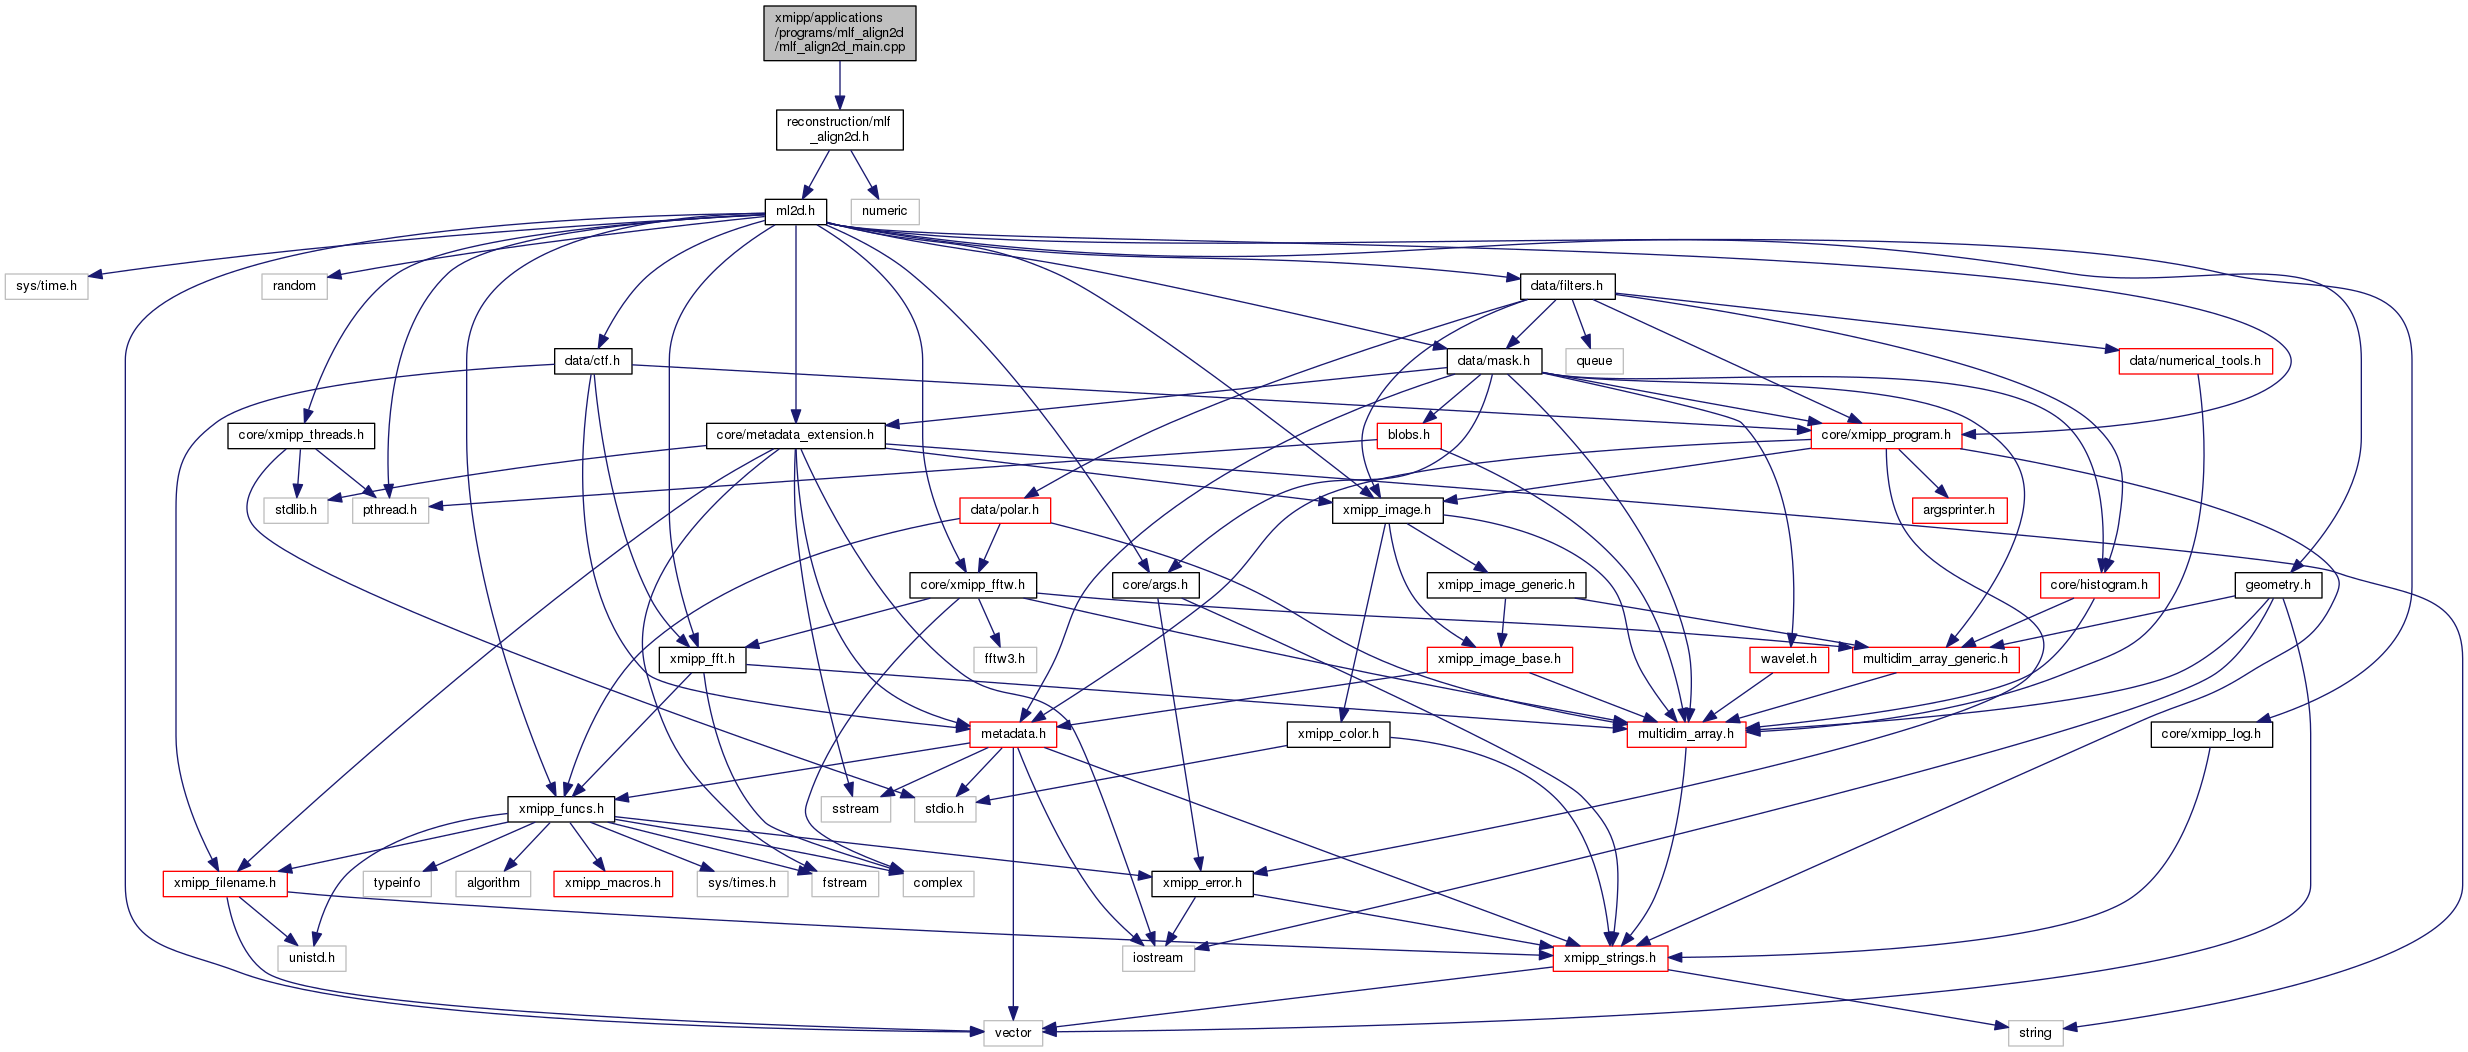 xmipp/applications
/programs/mlf_align2d
/mlf_align2d_main.cpp
reconstruction/mlf
_align2d.h
ml2d.h
numeric
sys/time.h
random
data/filters.h
data/ctf.h
data/mask.h
queue
data/numerical_tools.h
core/xmipp_threads.h
core/metadata_extension.h
blobs.h
core/xmipp_program.h
stdlib.h
pthread.h
data/polar.h
xmipp_image.h
argsprinter.h
core/xmipp_fftw.h
core/args.h
xmipp_image_generic.h
core/histogram.h
geometry.h
xmipp_fft.h
fftw3.h
xmipp_image_base.h
wavelet.h
multidim_array_generic.h
metadata.h
xmipp_color.h
multidim_array.h
core/xmipp_log.h
xmipp_funcs.h
sstream
stdio.h
xmipp_filename.h
typeinfo
algorithm
xmipp_macros.h
sys/times.h
fstream
complex
xmipp_error.h
unistd.h
iostream
xmipp_strings.h
vector
string